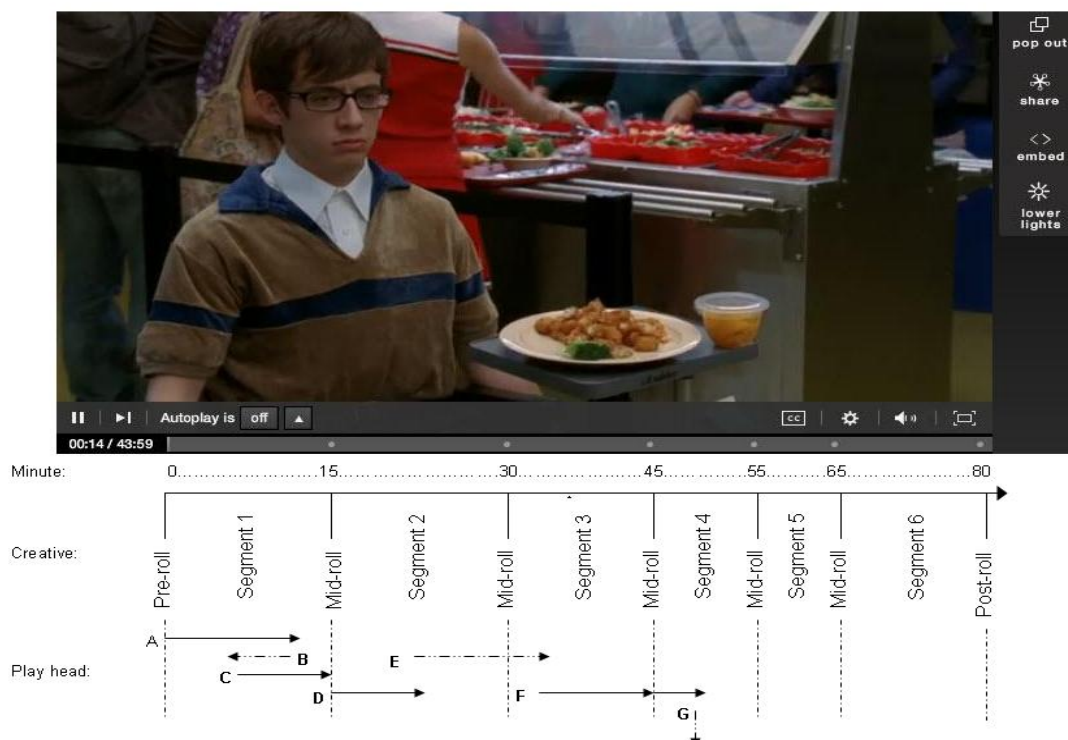 pop out
share
<>
embed
lower
lights
Autoplay is off
CC
00:14 / 43:59
Minute: 0..................15.....................30..................45............55..........65..................80
Creative:
Pre-roll
Segment 1
Mid-roll
Segment 2
Mid-roll
Segment 3
Mid-roll
Segment 4
Mid-roll
Segment 5
Mid-roll
Segment 6
Post-roll
A
B
E
Play head:
C
D
F
G